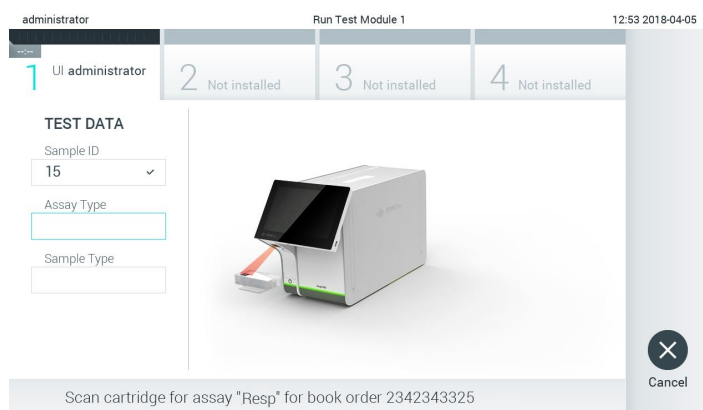 administrator Run Test Module 1 12:53 2018-04-05
--:--
1 UI administrator
2 Not installed
3 Not installed
4 Not installed
TEST DATA
Sample ID
15
Assay Type
Sample Type
Cancel
Scan cartridge for assay "Resp" for book order 2342343325